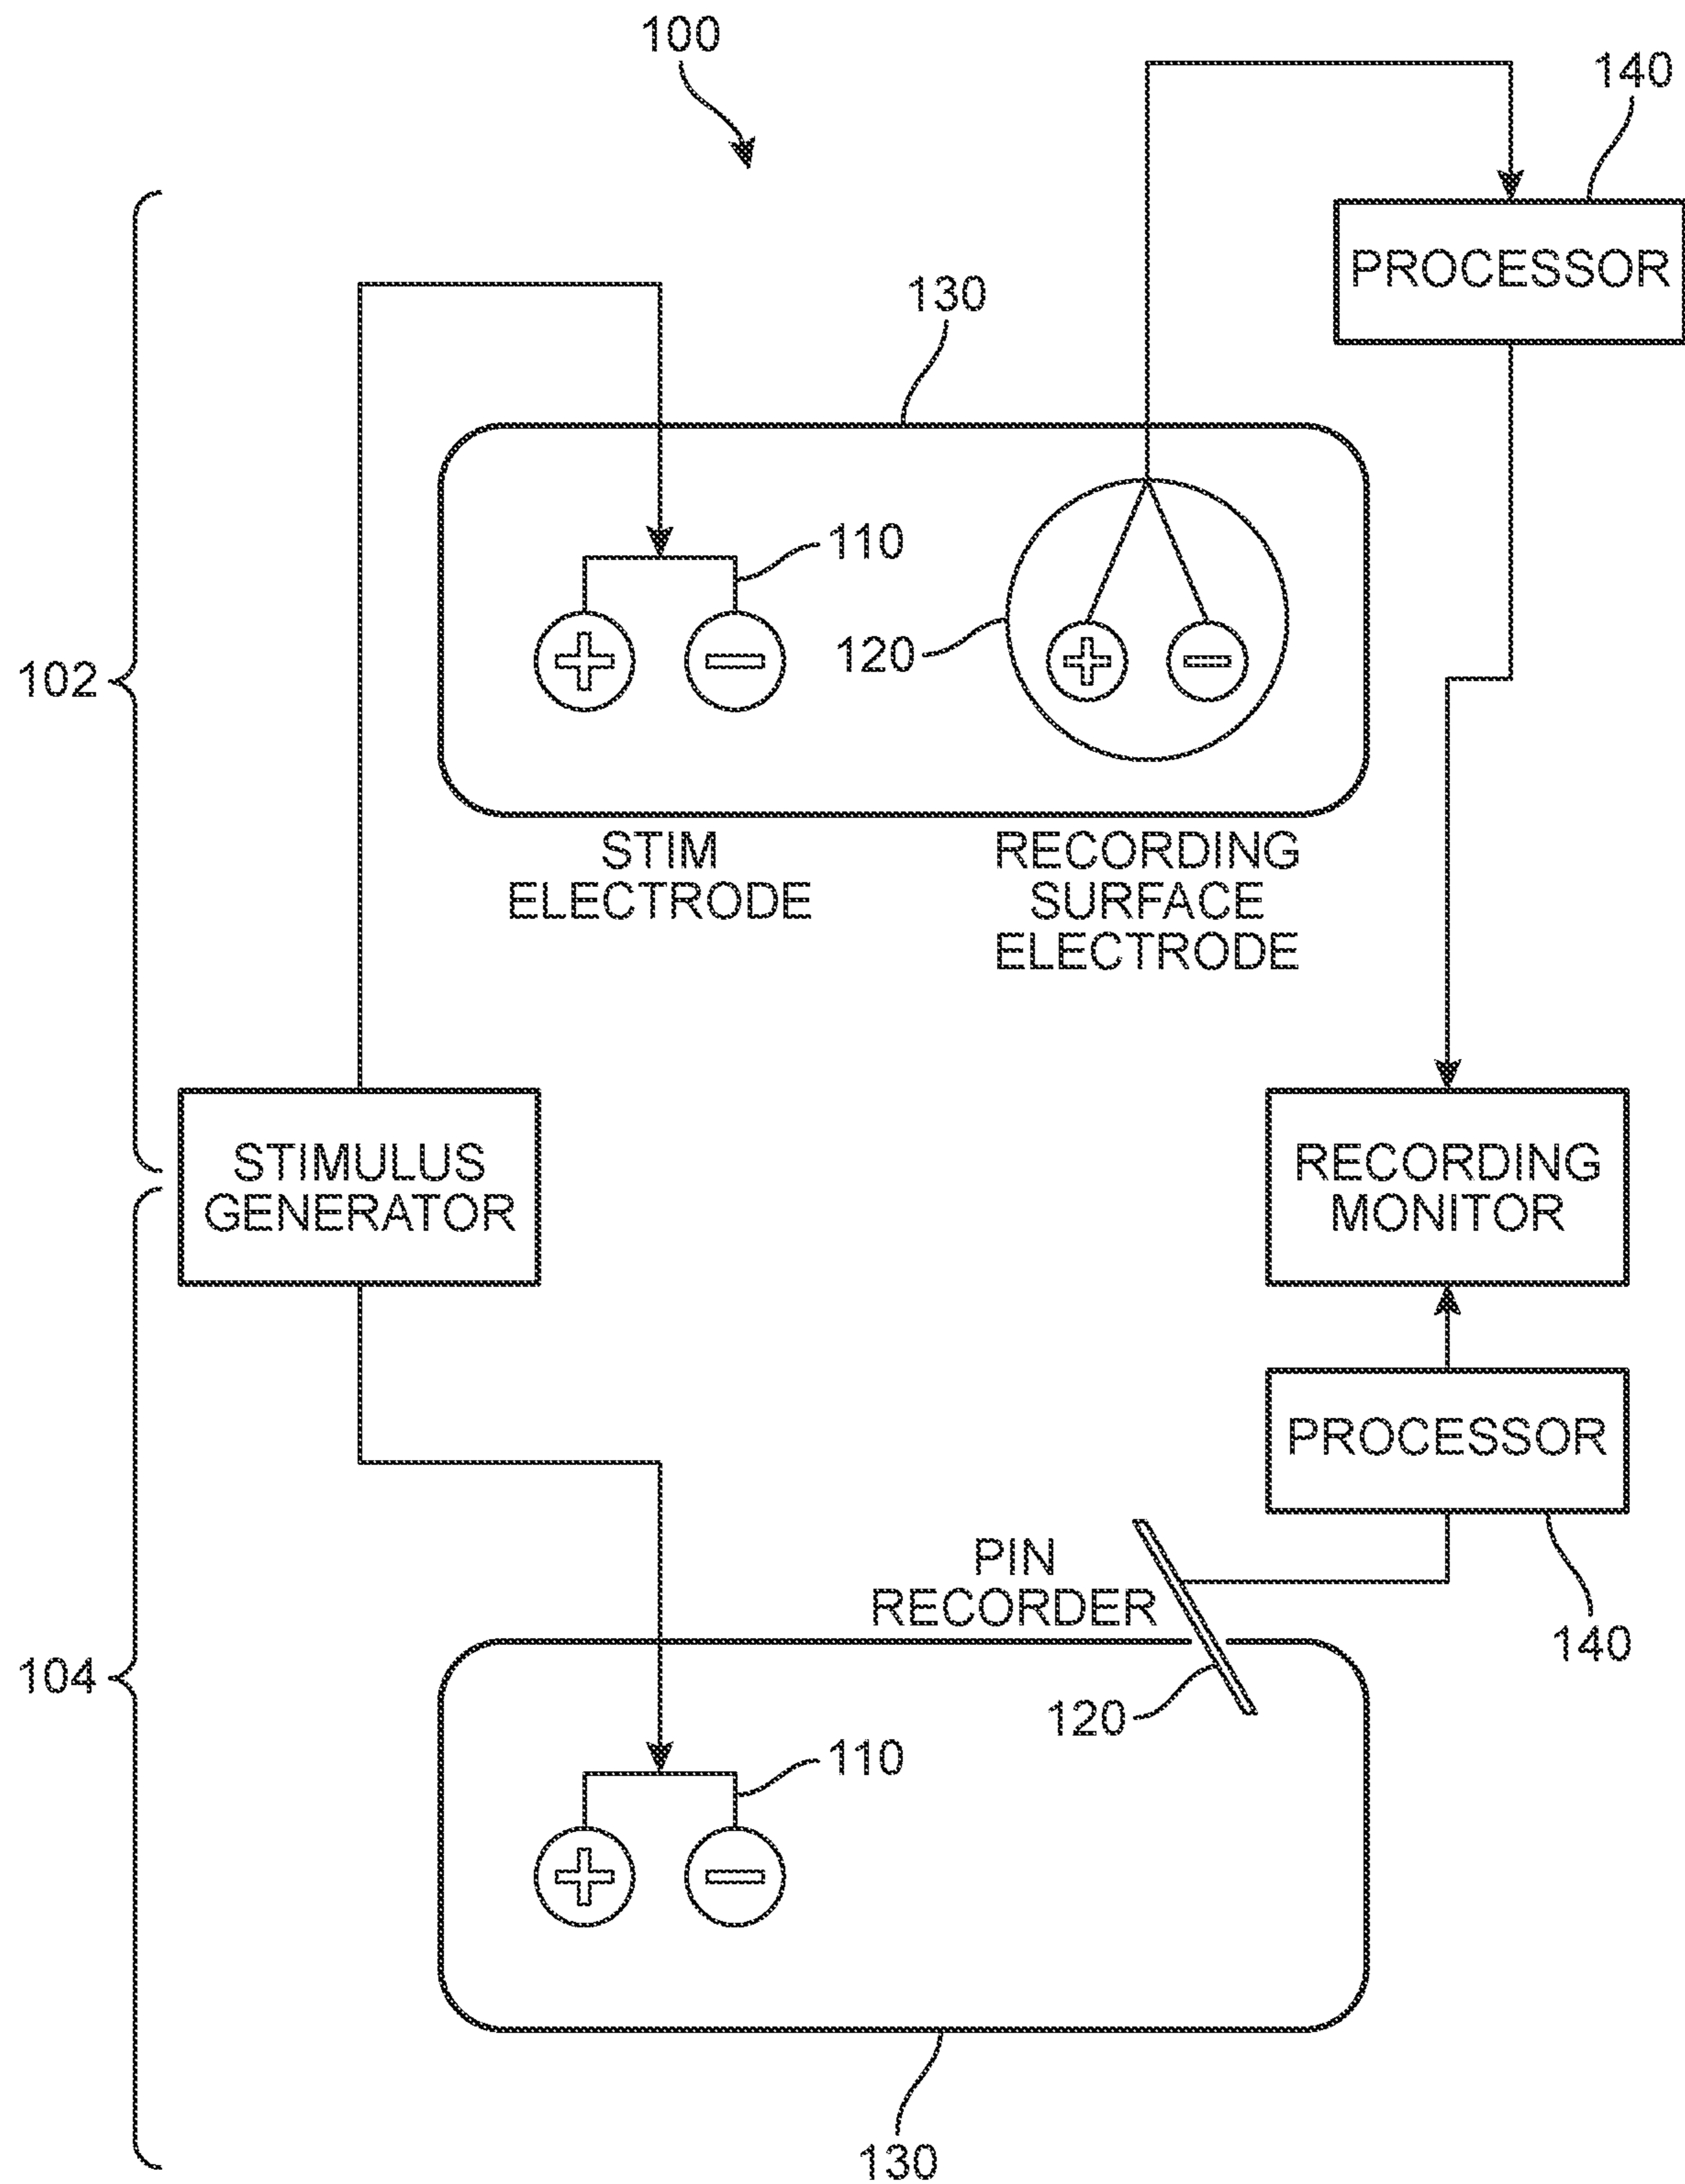 100
140
PROCESSOR
130
110
120
102
STIM
ELECTRODE
RECORDING
SURFACE
ELECTRODE
STIMULUS
GENERATOR
RECORDING
MONITOR
PROCESSOR
140
PIN
RECORDER
104
120
110
130